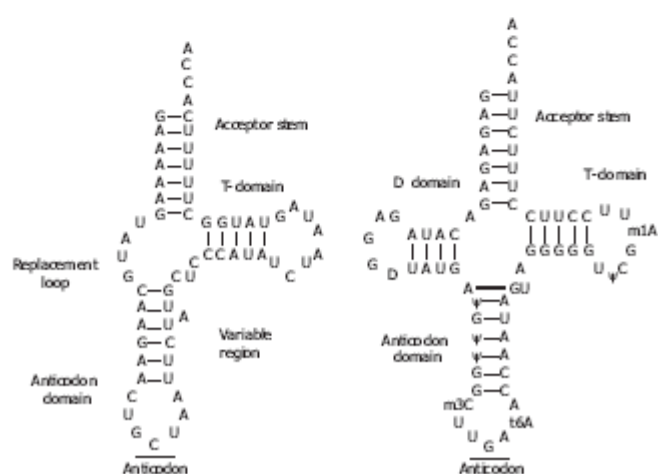 A
C
C
A
G C
A U
A U
A U
A U
A U
G C
Acceptor stem
T- domain
G G U A U G A U A A U C
C C A U A U
U
A
U
G
Replacement
loop
Variable
region
Anticodon
domain
C U G C U A A
Anticodon
A
C
C
A
Acceptor stem
D domain
T-domain
A U A C A
G A G G D
U A U G A
C U U C C U U m1A G C Ψ U
G G G G G
A
GU
Anticodon
domain
m3C U U G A t6A A
Anticodon